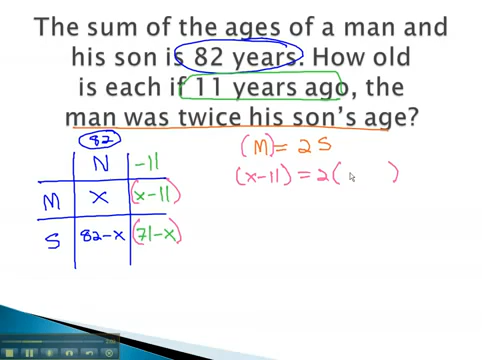 The sum of the ages of a man and
his son is 82 years. How old
is each if 11 years ago, the
man was twice his son's age?
82
N -11
M x (x-11)
S 82-x (71-x)
(M) = 2 S
(x-11) = 2( )